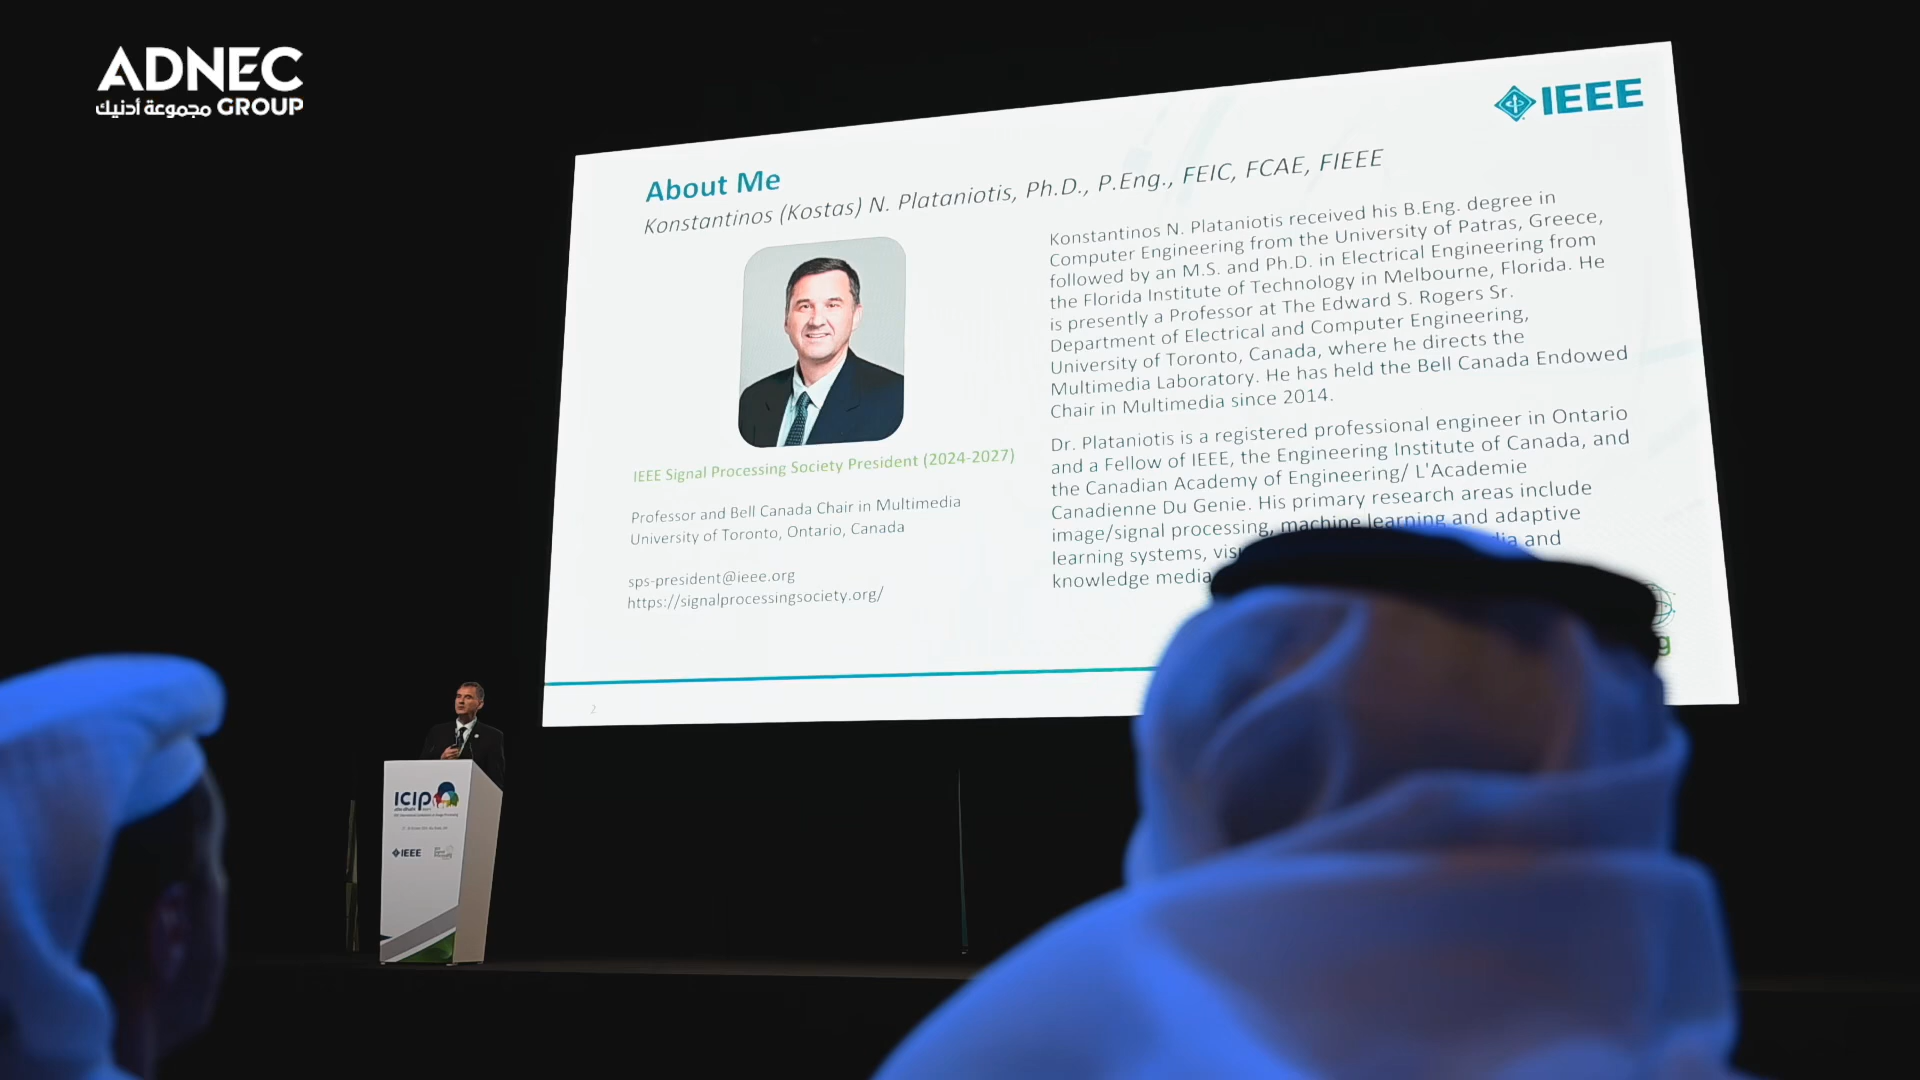 ADNEC
مجموعة أدنيك GROUP
IEEE
About Me
Konstantinos (Kostas) N. Plataniotis, Ph.D., P.Eng., FEIC, FCAE, FIEEE
IEEE Signal Processing Society President (2024-2027)
Professor and Bell Canada Chair in Multimedia
University of Toronto, Ontario, Canada
sps-president@ieee.org
https://signalprocessingsociety.org/
Konstantinos N. Plataniotis received his B.Eng. degree in
Computer Engineering from the University of Patras, Greece,
followed by an M.S. and Ph.D. in Electrical Engineering from
the Florida Institute of Technology in Melbourne, Florida. He
is presently a Professor at The Edward S. Rogers Sr.
Department of Electrical and Computer Engineering,
University of Toronto, Canada, where he directs the
Multimedia Laboratory. He has held the Bell Canada Endowed
Chair in Multimedia since 2014.
Dr. Plataniotis is a registered professional engineer in Ontario
and a Fellow of IEEE, the Engineering Institute of Canada, and
the Canadian Academy of Engineering/ L'Academie
Canadienne Du Genie. His primary research areas include
image/signal processing, machine learning and adaptive
learning systems, and
knowledge media
2
ICIP
IEEE